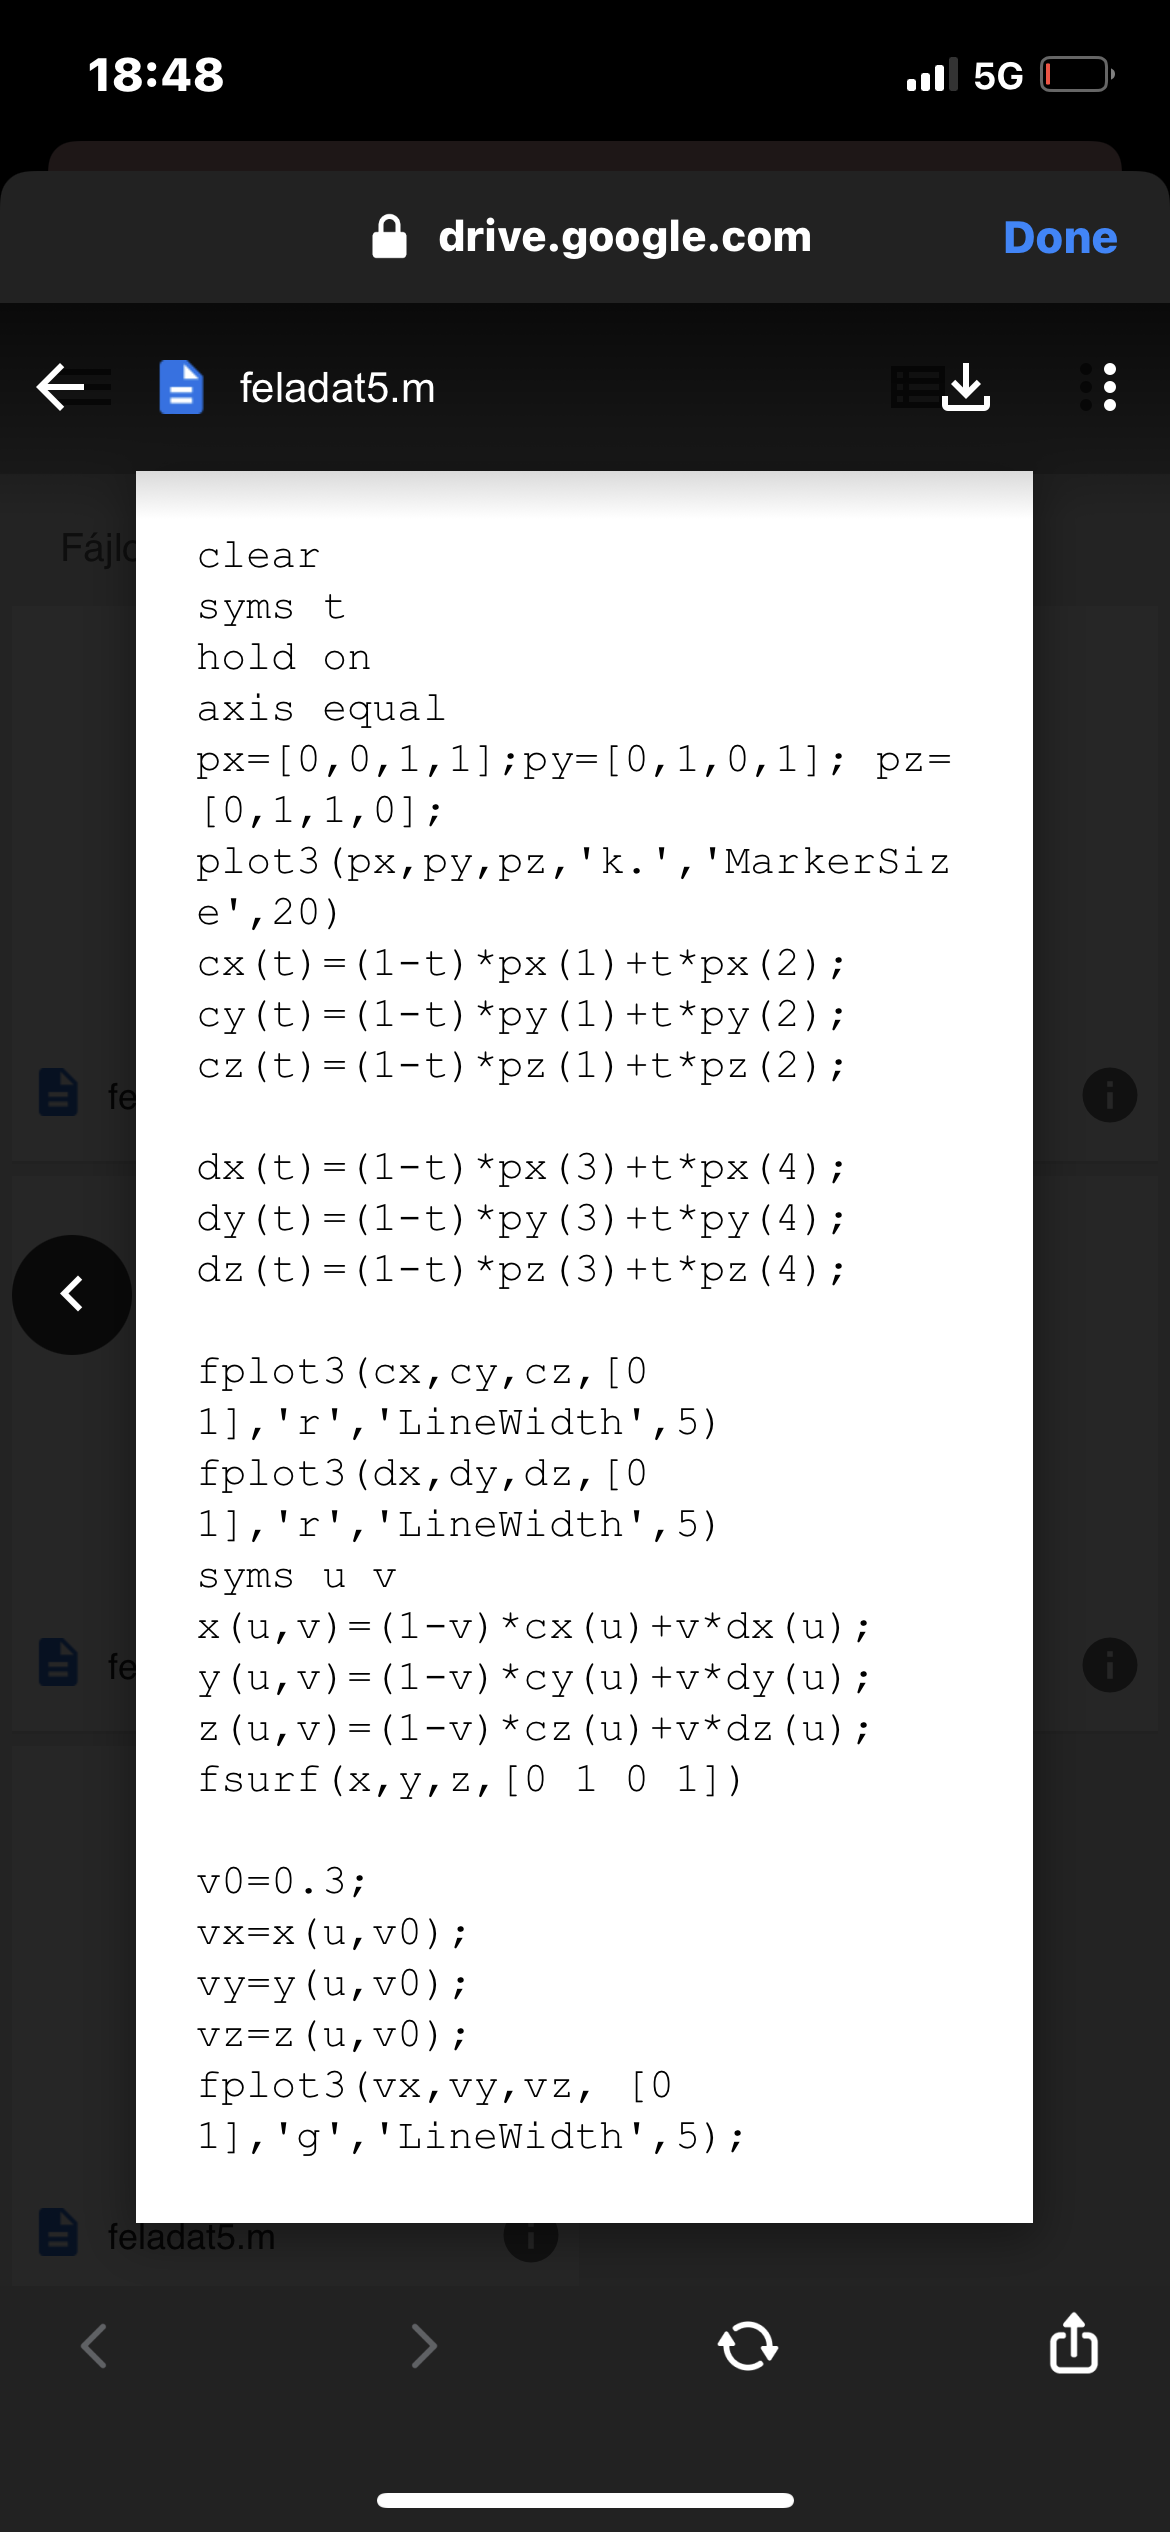 18:48
5G
drive.google.com
Done
feladat5.m
Fájlo
clear
syms t
hold on
axis equal
px=[0,0,1,1];py=[0,1,0,1]; pz=
[0,1,1,0];
plot3(px,py,pz,'k.','MarkerSiz
e',20)
cx(t)=(1-t)*px(1)+t*px(2);
cy(t)=(1-t)*py(1)+t*py(2);
cz(t)=(1-t)*pz(1)+t*pz(2);
dx(t)=(1-t)*px(3)+t*px(4);
dy(t)=(1-t)*py(3)+t*py(4);
dz(t)=(1-t)*pz(3)+t*pz(4);
fplot3(cx,cy,cz,[0
1],'r','LineWidth',5)
fplot3(dx,dy,dz,[0
1],'r','LineWidth',5)
syms u v
x(u,v)=(1-v)*cx(u)+v*dx(u);
y(u,v)=(1-v)*cy(u)+v*dy(u);
z(u,v)=(1-v)*cz(u)+v*dz(u);
fsurf(x,y,z,[0 1 0 1])
v0=0.3;
vx=x(u,v0);
vy=y(u,v0);
vz=z(u,v0);
fplot3(vx,vy,vz, [0
1],'g','LineWidth',5);
fe
fe
feladat5.m